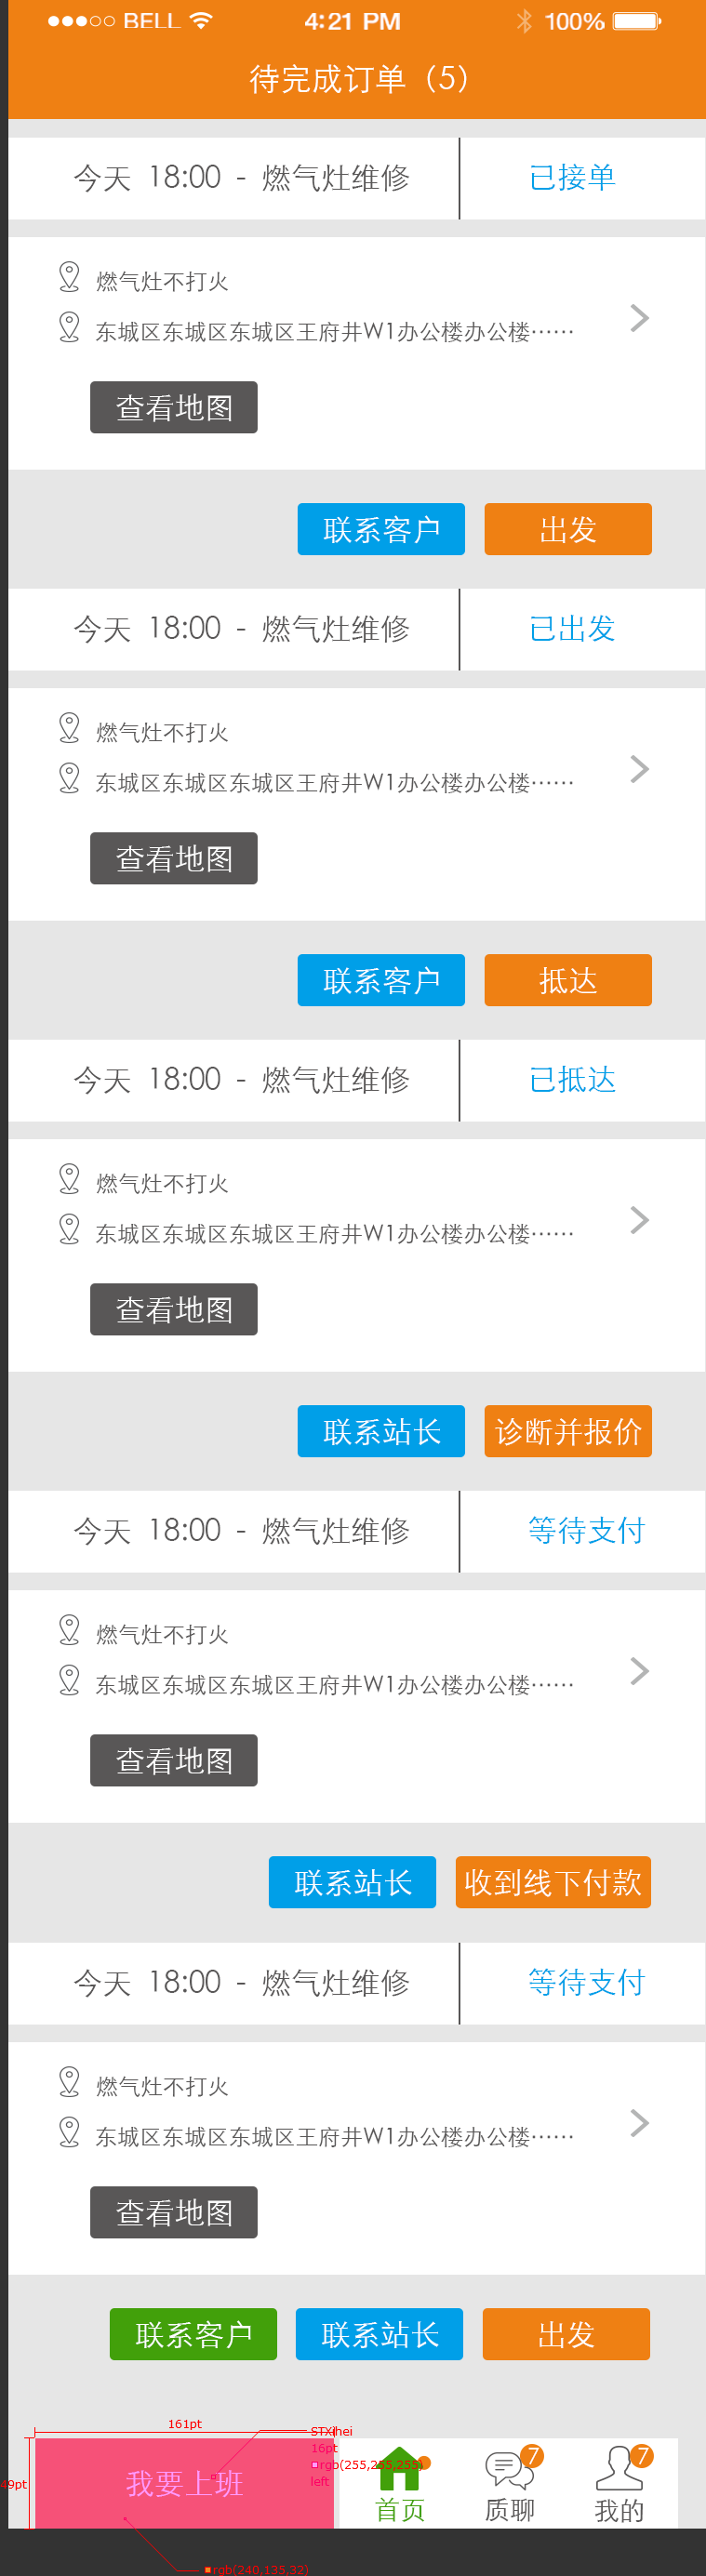 BELL 4:21 PM 100%
待完成订单（5）
今天 18:00 - 燃气灶维修 已接单
燃气灶不打火
东城区东城区东城区王府井W1办公楼办公楼……
查看地图
联系客户 出发
今天 18:00 - 燃气灶维修 已出发
燃气灶不打火
东城区东城区东城区王府井W1办公楼办公楼……
查看地图
联系客户 抵达
今天 18:00 - 燃气灶维修 已抵达
燃气灶不打火
东城区东城区东城区王府井W1办公楼办公楼……
查看地图
联系站长 诊断并报价
今天 18:00 - 燃气灶维修 等待支付
燃气灶不打火
东城区东城区东城区王府井W1办公楼办公楼……
查看地图
联系站长 收到线下付款
今天 18:00 - 燃气灶维修 等待支付
燃气灶不打火
东城区东城区东城区王府井W1办公楼办公楼……
查看地图
联系客户 联系站长 出发
161pt
STXihei
16pt
rgb(255,255,255)
left
49pt
我要上班
7 7
首页 质聊 我的
rgb(240,135,32)